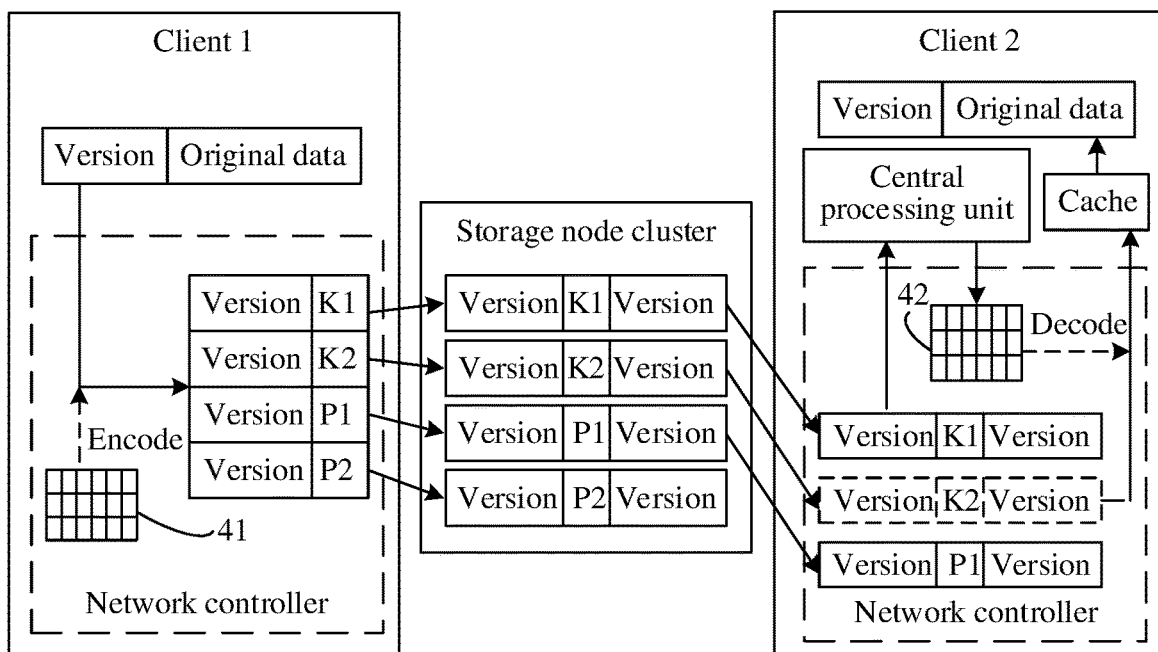 Client 1
Version Original data
Version K1
Version K2
Version P1
Version P2
Encode
41
Network controller
Storage node cluster
Version K1 Version
Version K2 Version
Version P1 Version
Version P2 Version
Client 2
Version Original data
Central
processing unit
Cache
42
Decode
Version K1 Version
Version K2 Version
Version P1 Version
Network controller